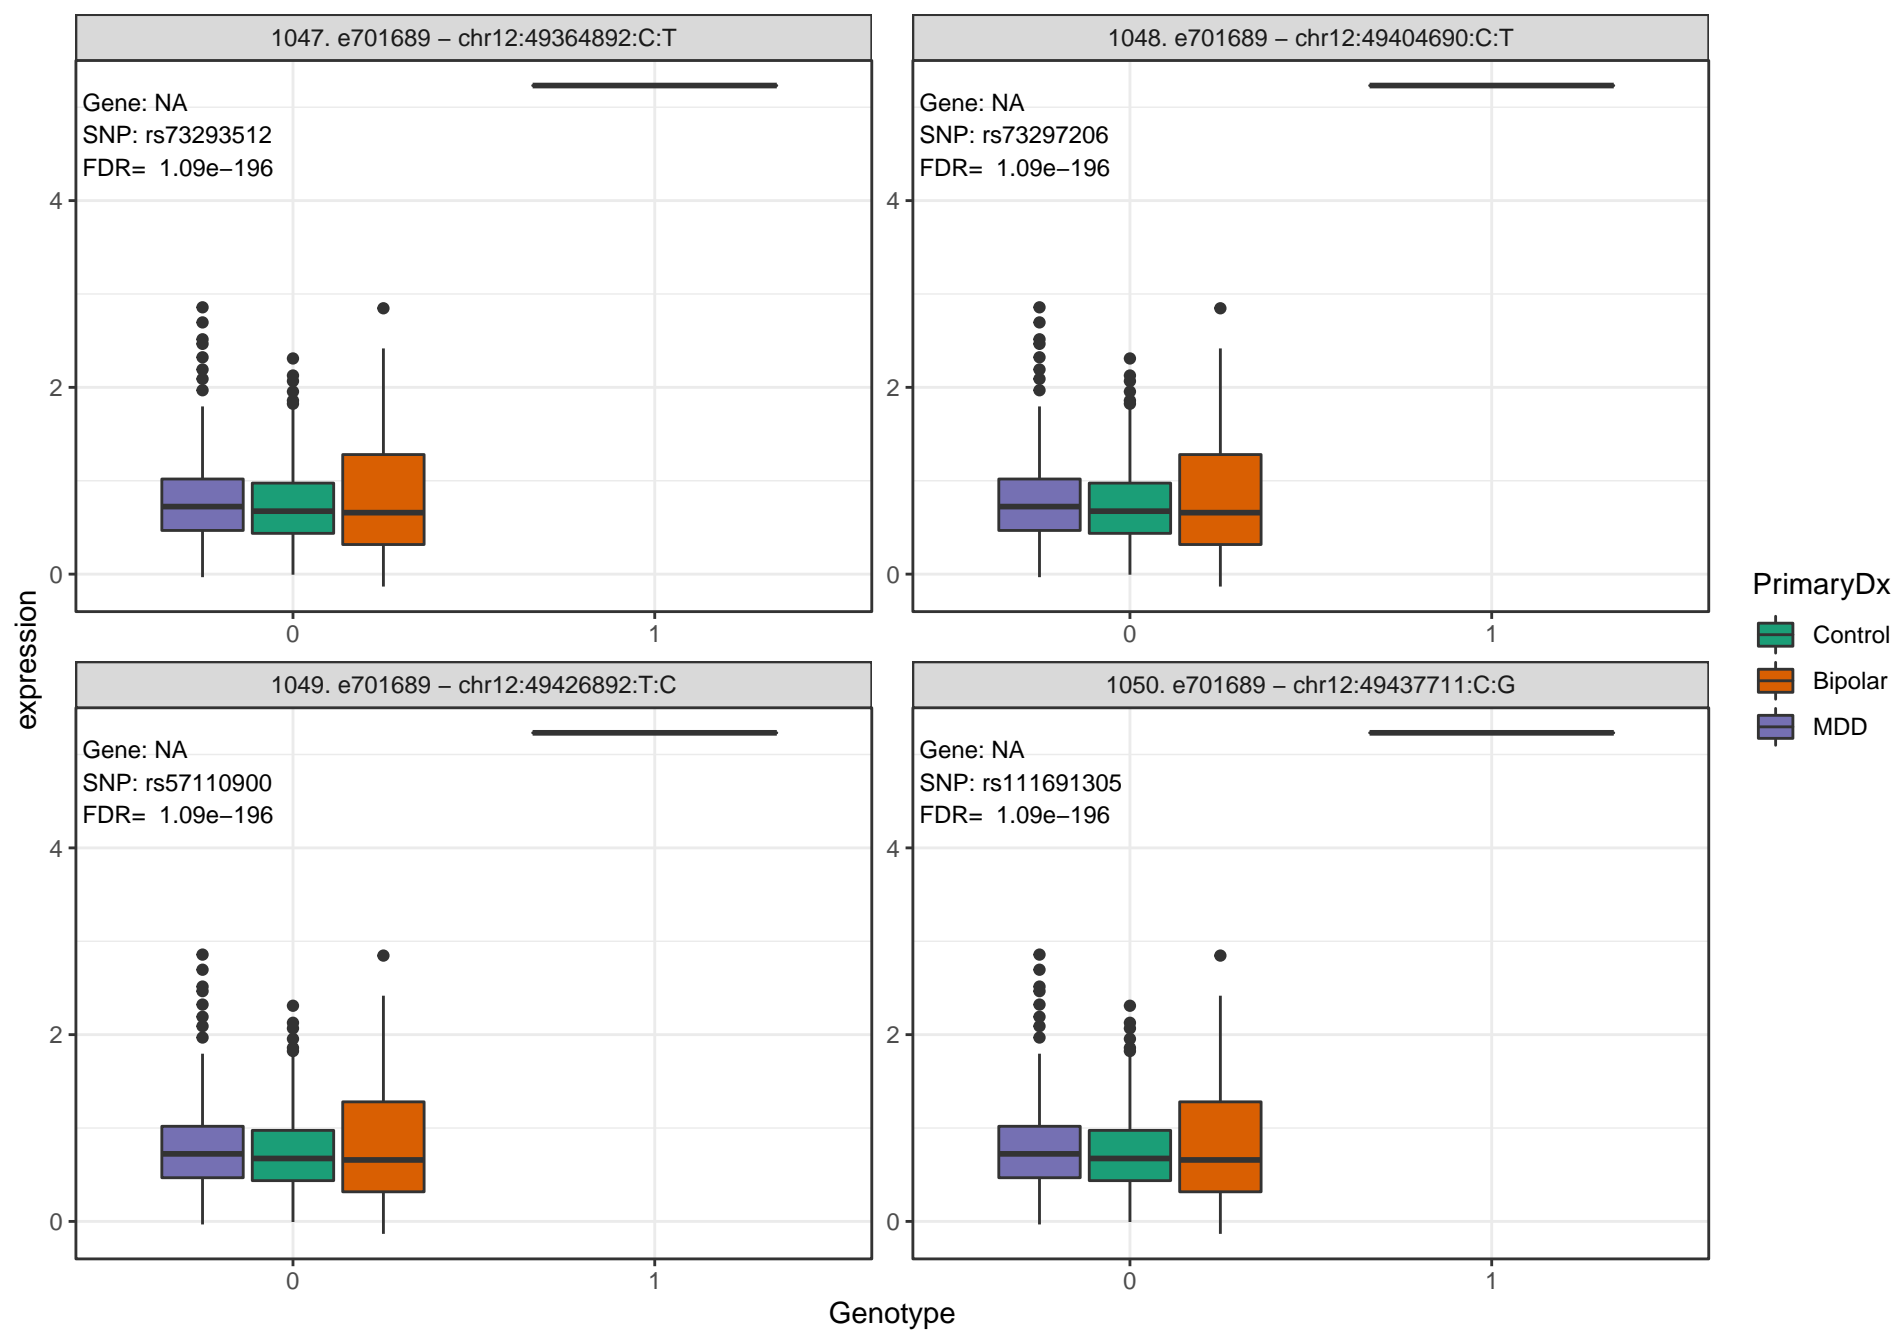 1047. e701689 − chr12:49364892:C:T
Gene: NA
SNP: rs73293512
FDR=  1.09e−196
4
2
0
0
1
1048. e701689 − chr12:49404690:C:T
Gene: NA
SNP: rs73297206
FDR=  1.09e−196
4
2
0
0
1
1049. e701689 − chr12:49426892:T:C
Gene: NA
SNP: rs57110900
FDR=  1.09e−196
4
2
0
0
1
1050. e701689 − chr12:49437711:C:G
Gene: NA
SNP: rs111691305
FDR=  1.09e−196
4
2
0
0
1
expression
Genotype
PrimaryDx
Control
Bipolar
MDD